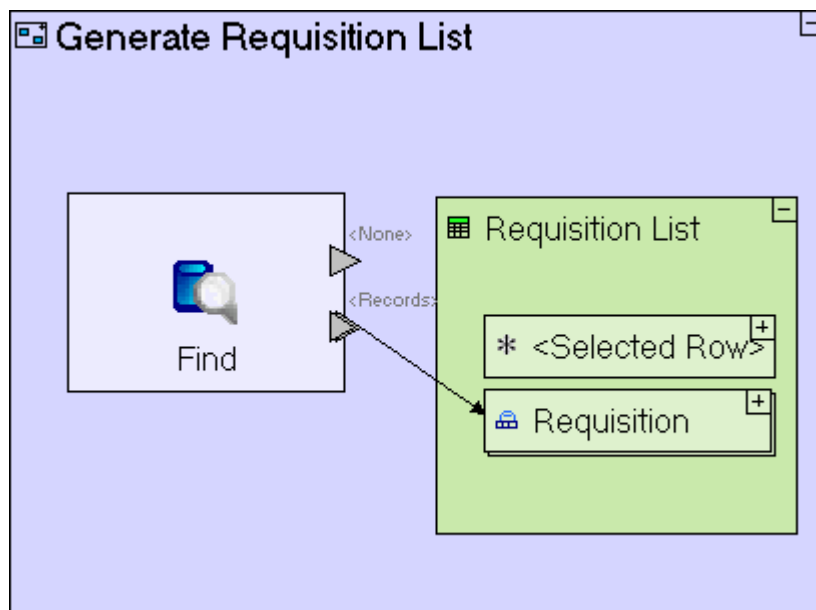 Generate Requisition List
<None>
Requisition List
<Records>
* <Selected Row>
Find
Requisition